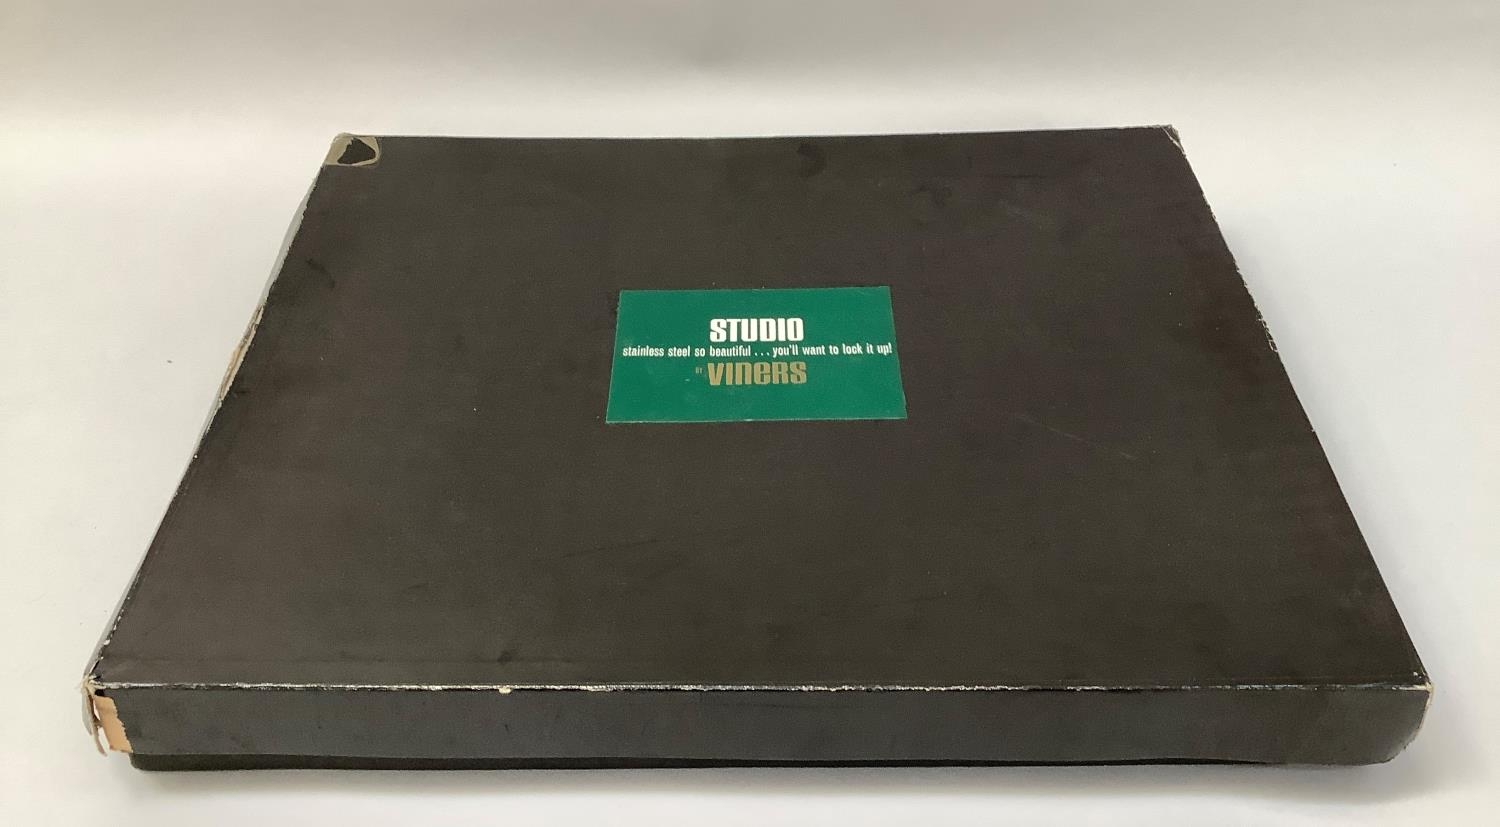 STUDIO
stainless steel so beautiful . . . you'll want to lock it up!
BY VINERS